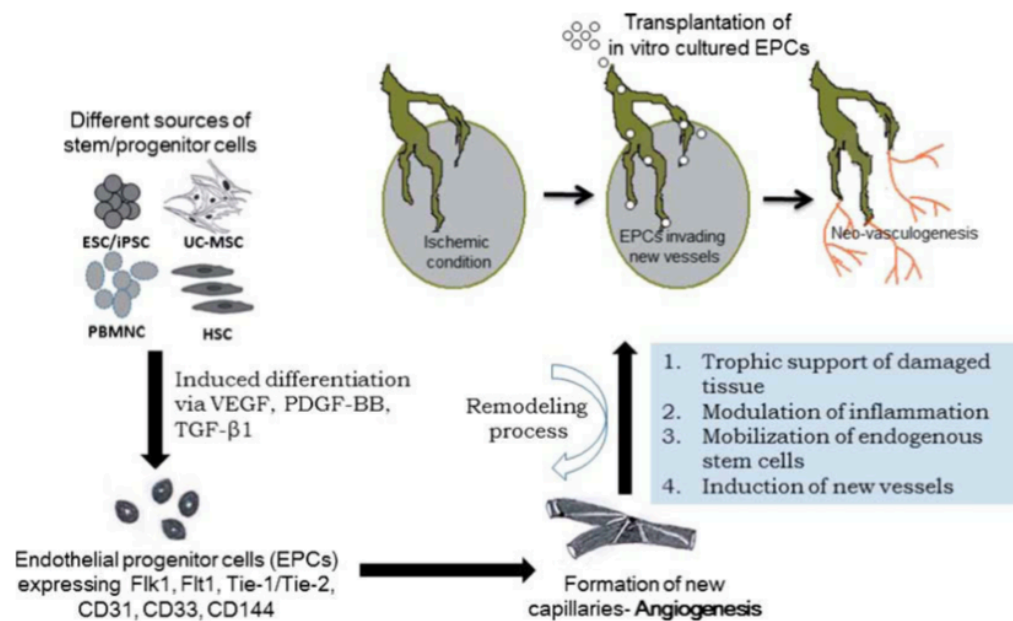 Transplantation of
in vitro cultured EPCs
Different sources of
stem/progenitor cells
ESC/iPSC
UC-MSC
PBMNC
HSC
Ischemic
condition
EPCs invading
new vessels
Neo-vasculogenesis
Induced differentiation
via VEGF, PDGF-BB,
TGF-β1
Remodeling
process
1. Trophic support of damaged
tissue
2. Modulation of inflammation
3. Mobilization of endogenous
stem cells
4. Induction of new vessels
Endothelial progenitor cells (EPCs)
expressing Flk1, Flt1, Tie-1/Tie-2,
CD31, CD33, CD144
Formation of new
capillaries- Angiogenesis